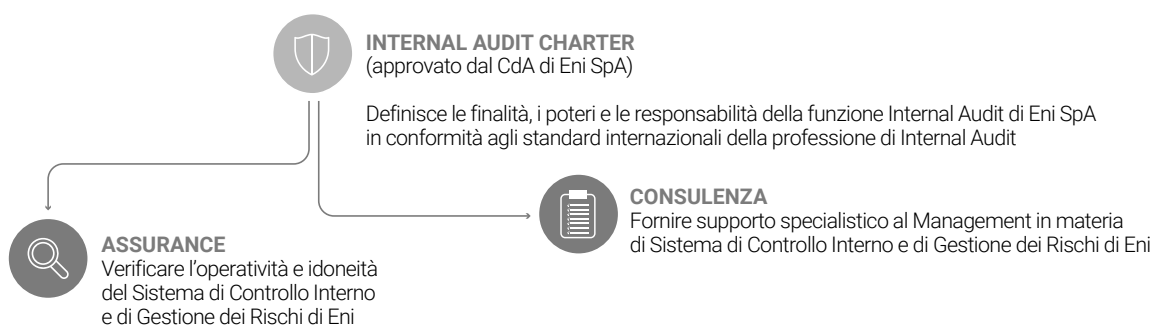 INTERNAL AUDIT CHARTER
(approvato dal CdA di Eni SpA)
Definisce le finalità, i poteri e le responsabilità della funzione Internal Audit di Eni SpA
in conformità agli standard internazionali della professione di Internal Audit
CONSULENZA
Fornire supporto specialistico al Management in materia
di Sistema di Controllo Interno e di Gestione dei Rischi di Eni
ASSURANCE
Verificare l’operatività e idoneità
del Sistema di Controllo Interno
e di Gestione dei Rischi di Eni